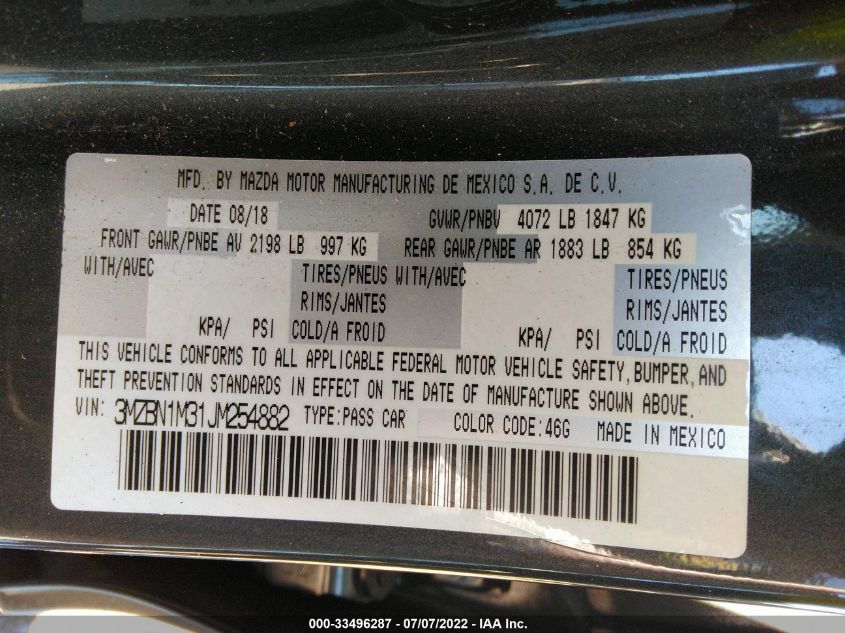 MFD. BY MAZDA MOTOR MANUFACTURING DE MEXICO S.A. DE C.V.
DATE 08/18 GVWR/PNBV 4072 LB 1847 KG
FRONT GAWR/PNBE AV 2198 LB 997 KG REAR GAWR/PNBE AR 1883 LB 854 KG
WITH/AVEC TIRES/PNEUS WITH/AVEC TIRES/PNEUS
RIMS/JANTES RIMS/JANTES
KPA/ PSI COLD/A FROID KPA/ PSI COLD/A FROID
THIS VEHICLE CONFORMS TO ALL APPLICABLE FEDERAL MOTOR VEHICLE SAFETY, BUMPER, AND
THEFT PREVENTION STANDARDS IN EFFECT ON THE DATE OF MANUFACTURE SHOWN ABOVE.
VIN: 3MZBN1M31JM254882 TYPE:PASS CAR COLOR CODE:46G MADE IN MEXICO
000-33496287 - 07/07/2022 - IAA Inc.